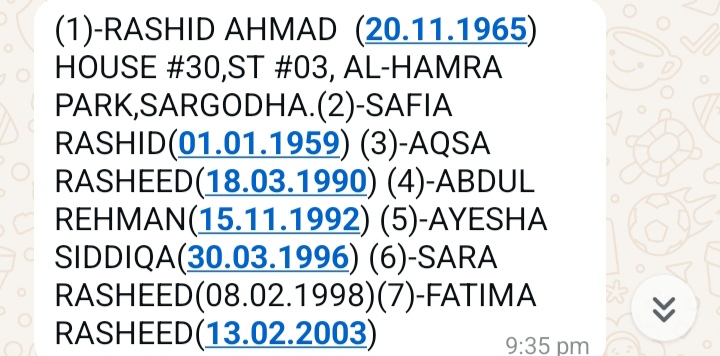 (1)-RASHID AHMAD (20.11.1965)
HOUSE #30,ST #03, AL-HAMRA
PARK,SARGODHA.(2)-SAFIA
RASHID(01.01.1959) (3)-AQSA
RASHEED(18.03.1990) (4)-ABDUL
REHMAN(15.11.1992) (5)-AYESHA
SIDDIQA(30.03.1996) (6)-SARA
RASHEED(08.02.1998)(7)-FATIMA
RASHEED(13.02.2003)
9:35 pm